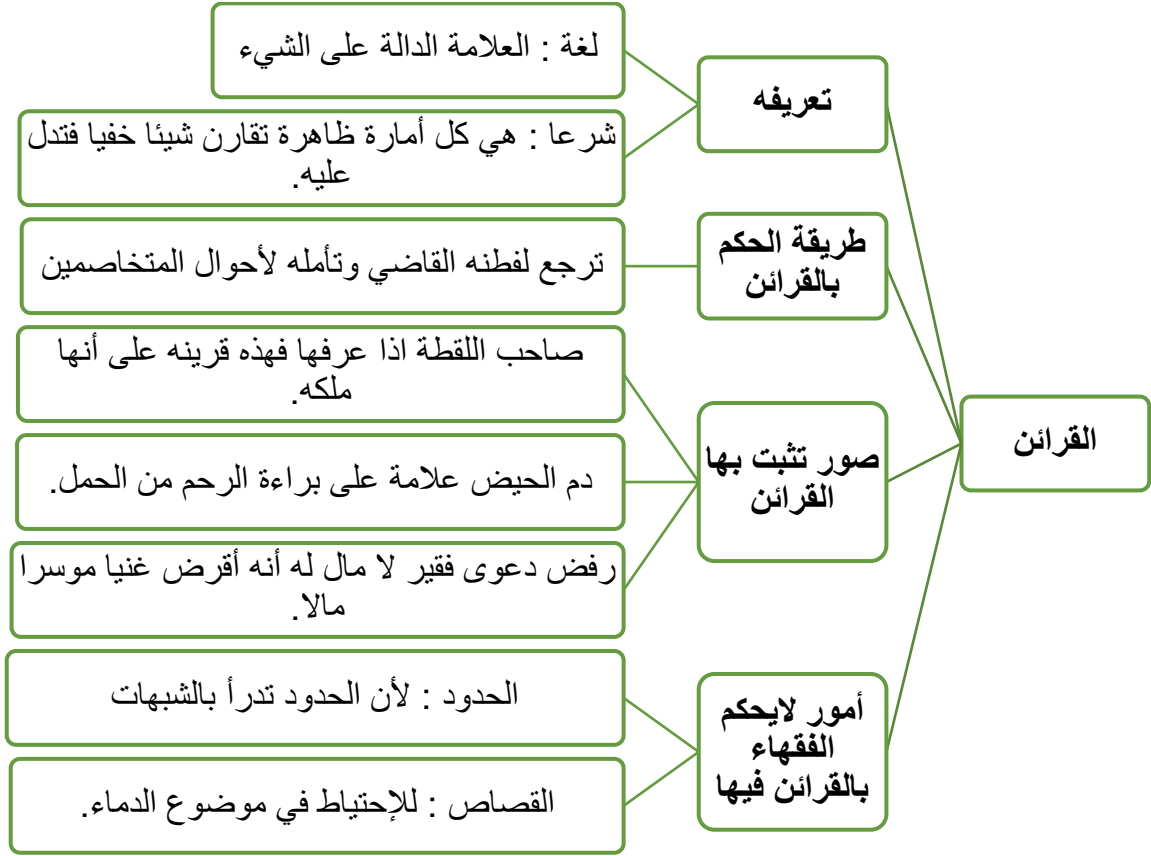 القرائن
تعريفه
لغة : العلامة الدالة على الشيء
شرعا : هي كل أمارة ظاهرة تقارن شيئا خفيا فتدل
عليه.
طريقة الحكم
بالقرائن
ترجع لفطنه القاضي وتأمله لأحوال المتخاصمين
صور تثبت بها
القرائن
صاحب اللقطة اذا عرفها فهذه قرينه على أنها
ملكه.
دم الحيض علامة على براءة الرحم من الحمل.
رفض دعوى فقير لا مال له أنه أقرض غنيا موسرا
مالا.
أمور لايحكم
الفقهاء
بالقرائن فيها
الحدود : لأن الحدود تدرأ بالشبهات
القصاص : للإحتياط في موضوع الدماء.